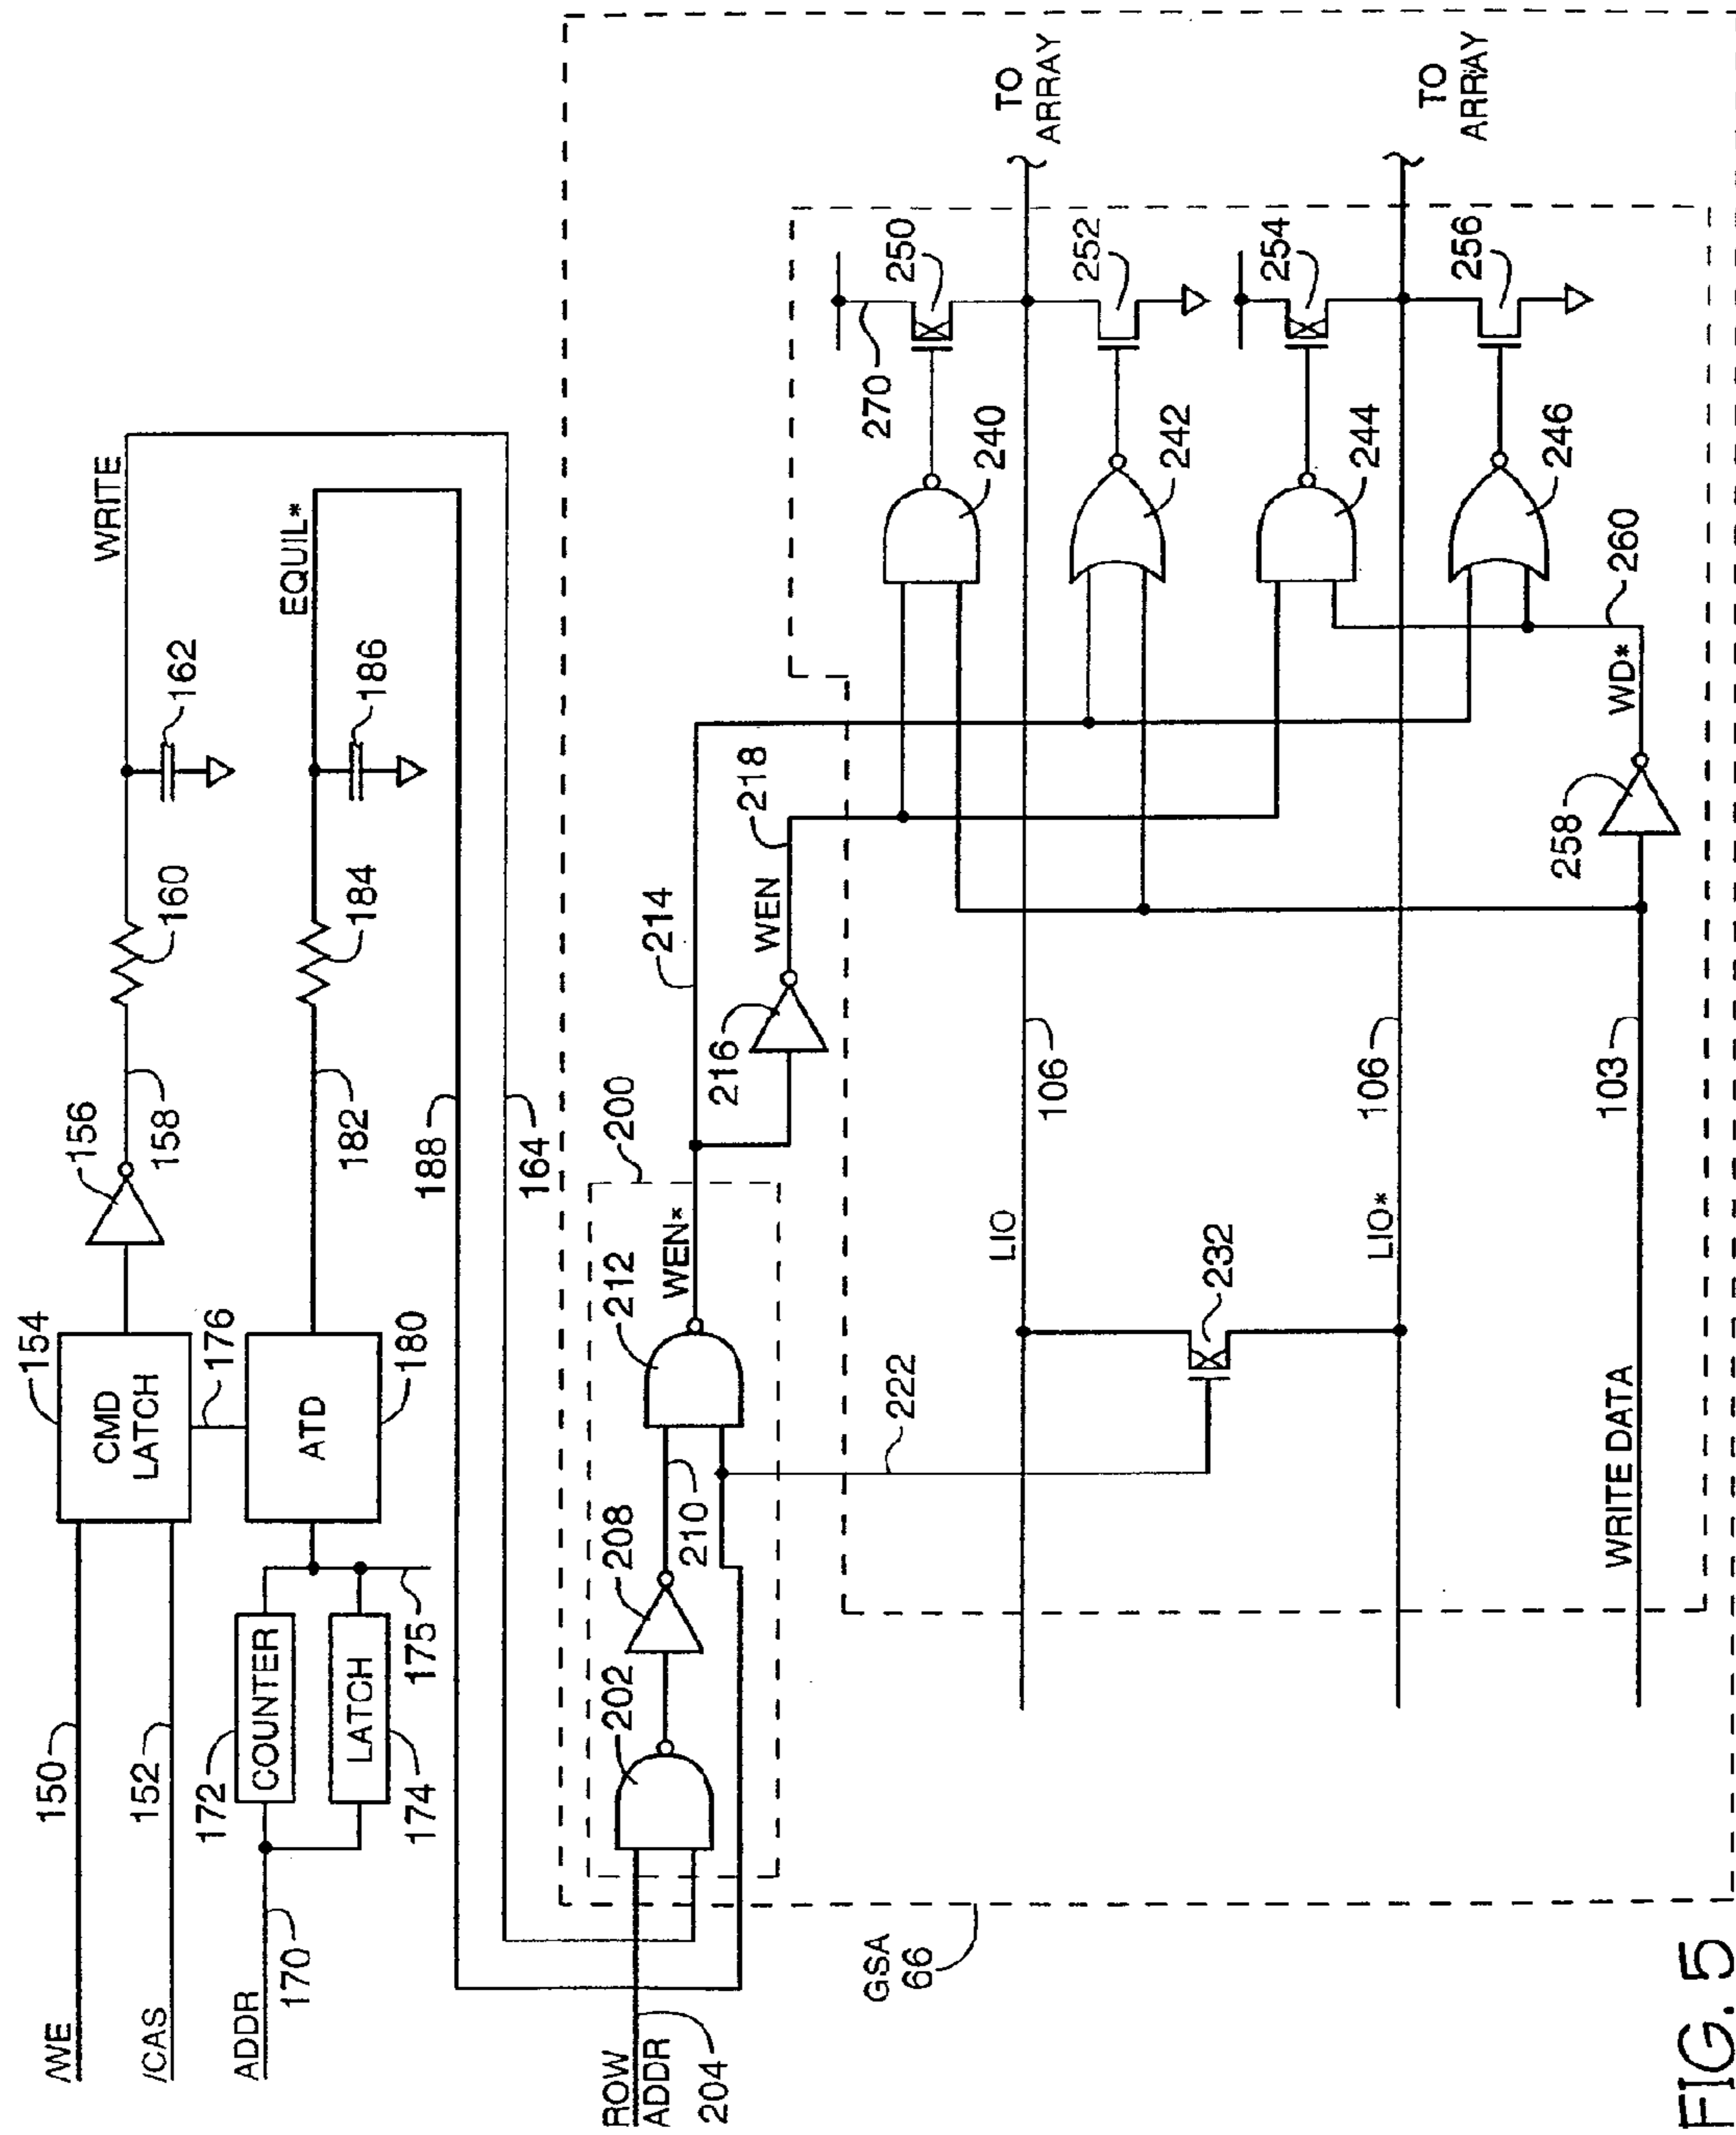 /WE
150
/CAS
152
ADDR
170
172
COUNTER
LATCH
174
175
154
CMD
LATCH
176
ATD
180
156
158
182
160
184
162
186
WRITE
EQUIL*
188
164
ROW
ADDR
204
200
202
208
210
212
WEN*
214
216
WEN
218
222
GSA
66
LIO
106
232
LIO*
106
WRITE DATA
103
258
WD*
260
240
242
244
246
270
250
252
254
256
TO
ARRAY
TO
ARRAY
FIG. 5